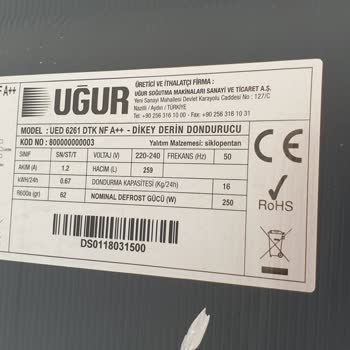 F A++
UĞUR
ÜRETİCİ VE İTHALATÇI FİRMA :
UĞUR SOĞUTMA MAKİNALARI SANAYİ VE TİCARET A.Ş.
Yeni Sanayi Mahallesi Devlet Karayolu Caddesi No : 127/C
Nazilli / Aydın / TÜRKİYE
Tel : +90 256 316 10 00
Fax: +90 256 316 10 31
MODEL : UED 6261 DTK NF A++ - DİKEY DERİN DONDURUCU
KOD NO : 800000000003 Yalıtım Malzemesi: siklopentan
SINIF SN/ST/T VOLTAJ (V) 220-240 FREKANS (Hz) 50
AKIM (A) 1.2 HACİM (L) 259
kWH/24h 0.67 DONDURMA KAPASİTESİ (Kg/24h) 16
R600a (gr) 62 NOMINAL DEFROST GÜCÜ (W) 250
DS0118031500
CE
RoHS